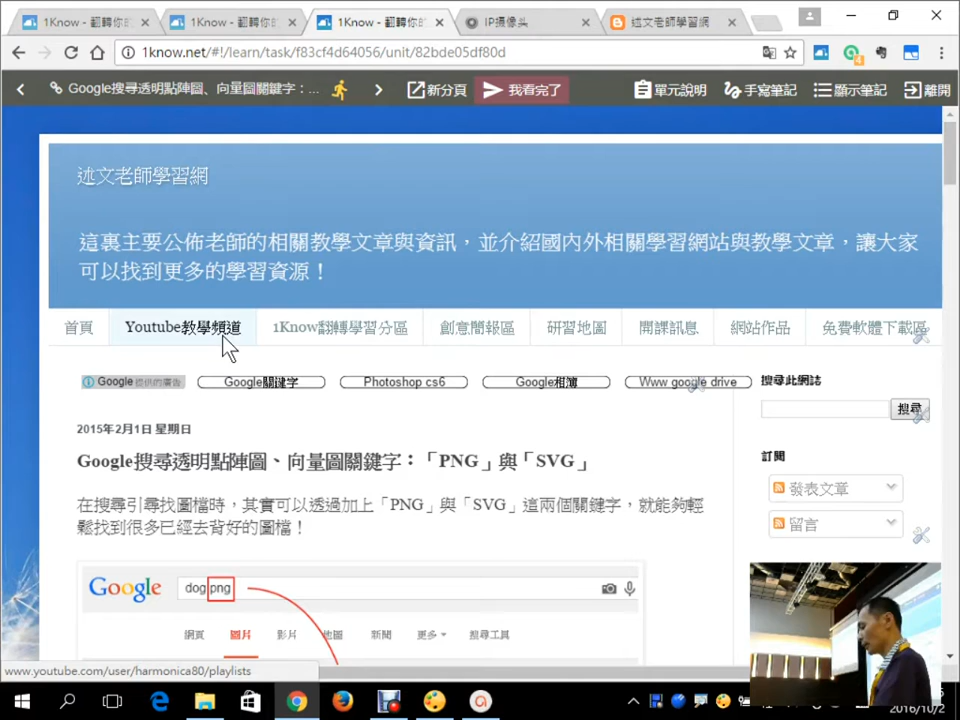 1Know - 翻轉你的
1Know - 翻轉你的
1Know - 翻轉你的
IP摄像头
述文老師學習網
1know.net/#!/learn/task/f83cf4d64056/unit/82bde05df80d
4
Google搜尋透明點陣圖、向量圖關鍵字：...
新分頁
我看完了
單元說明
手寫筆記
顯示筆記
離開
述文老師學習網
這裏主要公佈老師的相關教學文章與資訊，並介紹國內外相關學習網站與教學文章，讓大家
可以找到更多的學習資源！
首頁
Youtube教學頻道
1Know翻轉學習分區
創意簡報區
研習地圖
開課訊息
網站作品
免費軟體下載區
Google 提供的廣告
Google關鍵字
Photoshop cs6
Google相簿
Www google drive
搜尋此網誌
搜尋
2015年2月1日 星期日
Google搜尋透明點陣圖、向量圖關鍵字：「PNG」與「SVG」
訂閱
發表文章
留言
在搜尋引尋找圖檔時，其實可以透過加上「PNG」與「SVG」這兩個關鍵字，就能夠輕
鬆找到很多已經去背好的圖檔！
Google
dog png
網頁
圖片
影片
地圖
新聞
更多
搜尋工具
www.youtube.com/user/harmonica80/playlists
2016/10/2